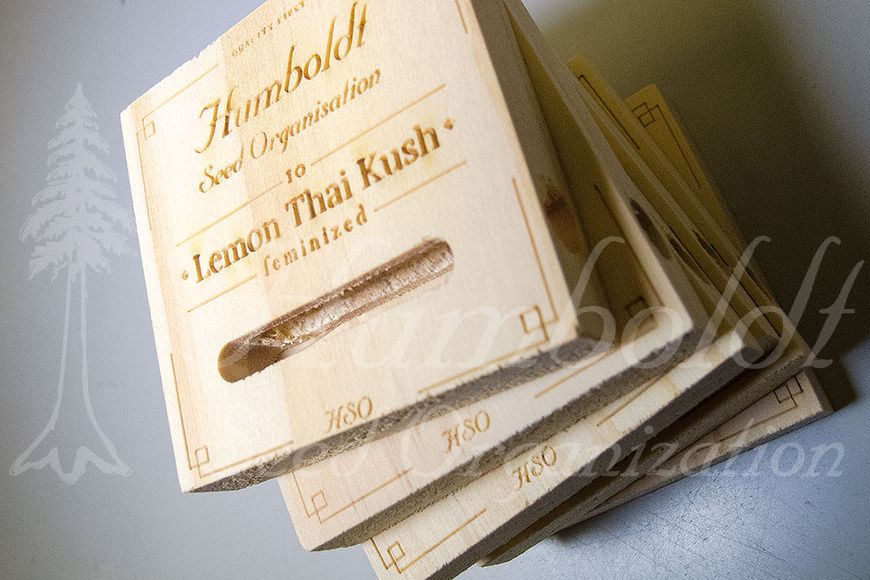 QUALITY FIRST
Humboldt
Seed Organisation
10
Lemon Thai Kush
feminized
HSO
HSO
HSO
Humboldt
Seed Organization